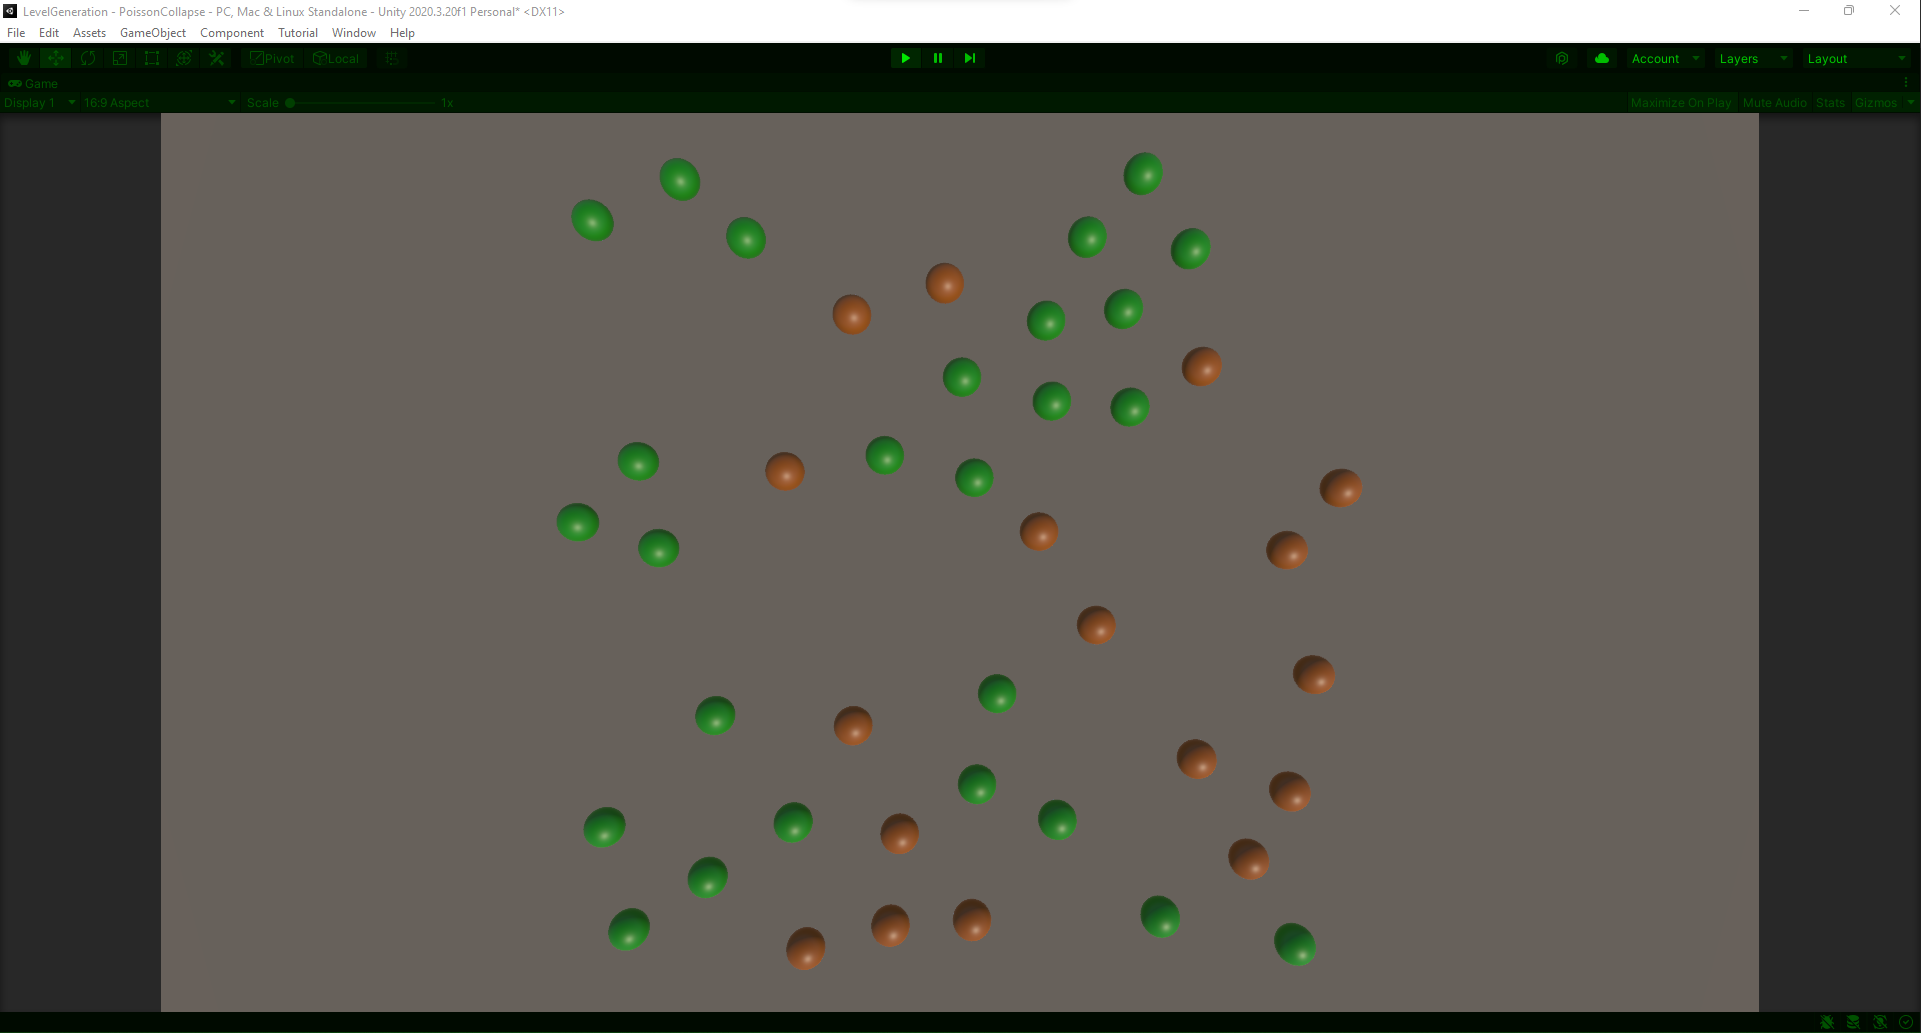 LevelGeneration - PoissonCollapse - PC, Mac & Linux Standalone - Unity 2020.3.20f1 Personal* <DX11>
File Edit Assets GameObject Component Tutorial Window Help
Pivot Local Account Layers Layout
Game
Display 1 16:9 Aspect Scale 1x Maximize On Play Mute Audio Stats Gizmos